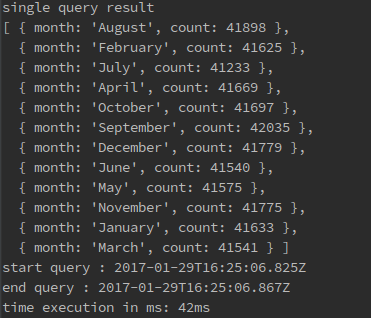 single query result
[ { month: 'August', count: 41898 },
  { month: 'February', count: 41625 },
  { month: 'July', count: 41233 },
  { month: 'April', count: 41669 },
  { month: 'October', count: 41697 },
  { month: 'September', count: 42035 },
  { month: 'December', count: 41779 },
  { month: 'June', count: 41540 },
  { month: 'May', count: 41575 },
  { month: 'November', count: 41775 },
  { month: 'January', count: 41633 },
  { month: 'March', count: 41541 } ]
start query : 2017-01-29T16:25:06.825Z
end query : 2017-01-29T16:25:06.867Z
time execution in ms: 42ms